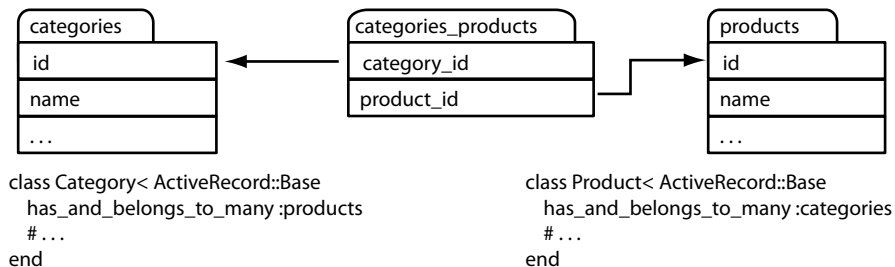 categories
id
name
...
categories_products
category_id
product_id
products
id
name
...
class Category< ActiveRecord::Base
has_and_belongs_to_many :products
# ...
end
class Product< ActiveRecord::Base
has_and_belongs_to_many :categories
# ...
end